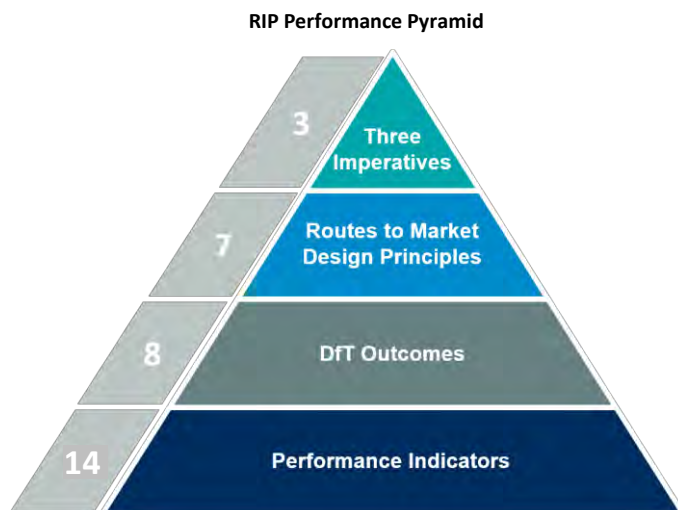 RIP Performance Pyramid
3
Three
Imperatives
7
Routes to Market
Design Principles
8
DfT Outcomes
14
Performance Indicators